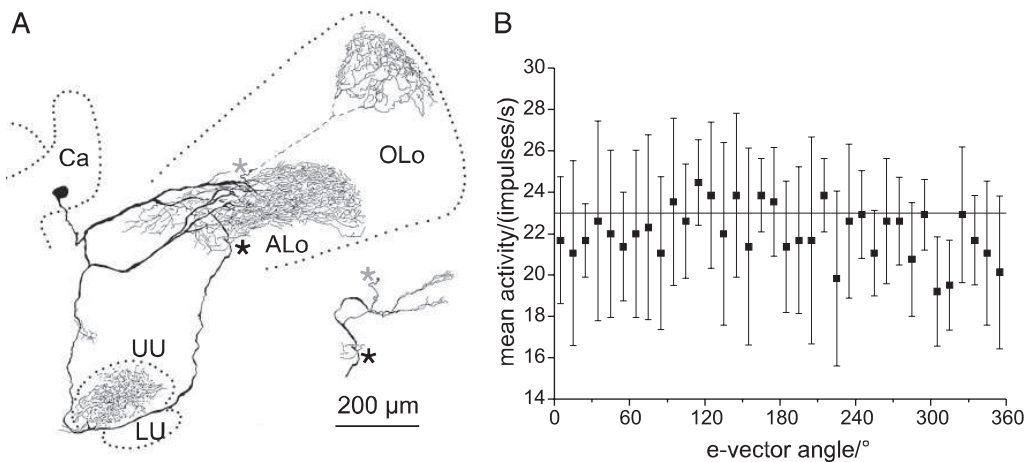 A
Ca
OLo
ALo
*
*
*
*
UU
LU
200 µm
B
mean activity/(impulses/s)
30
28
26
24
22
20
18
16
14
0
60
120
180
240
300
360
e-vector angle/°